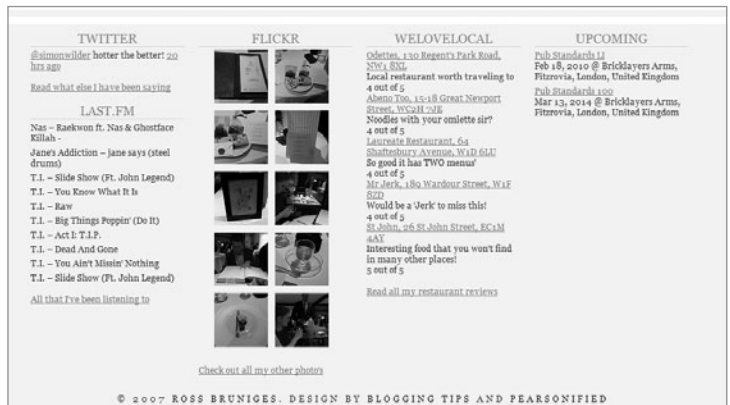 TWITTER
@simonwilder hotter the better! 20
hrs ago
Read what else I have been saying
LAST.FM
Nas – Raekwon ft. Nas & Ghostface
Killah -
Jane's Addiction – jane says (steel
drums)
T.I. – Slide Show (Ft. John Legend)
T.I. – You Know What It Is
T.I. – Raw
T.I. – Big Things Poppin' (Do It)
T.I. – Act I: T.I.P.
T.I. – Dead And Gone
T.I. – You Ain't Missin' Nothing
T.I. – Slide Show (Ft. John Legend)
All that I've been listening to
FLICKR
Check out all my other photo's
WELOVELOCAL
Odettes, 130 Regent's Park Road,
NW1 8XL
Local restaurant worth traveling to
4 out of 5
Abeno Too, 15-18 Great Newport
Street, WC2H 7JE
Noodles with your omlette sir?
4 out of 5
Laureate Restaurant, 64
Shaftesbury Avenue, W1D 6LU
So good it has TWO menus'
4 out of 5
Mr Jerk, 189 Wardour Street, W1F
8ZD
Would be a 'Jerk' to miss this!
4 out of 5
St John, 26 St John Street, EC1M
4AY
Interesting food that you won't find
in many other places!
5 out of 5
Read all my restaurant reviews
UPCOMING
Pub Standards LI
Feb 18, 2010 @ Bricklayers Arms,
Fitzrovia, London, United Kingdom
Pub Standards 100
Mar 13, 2014 @ Bricklayers Arms,
Fitzrovia, London, United Kingdom
© 2007 ROSS BRUNIGES. DESIGN BY BLOGGING TIPS AND PEARSONIFIED